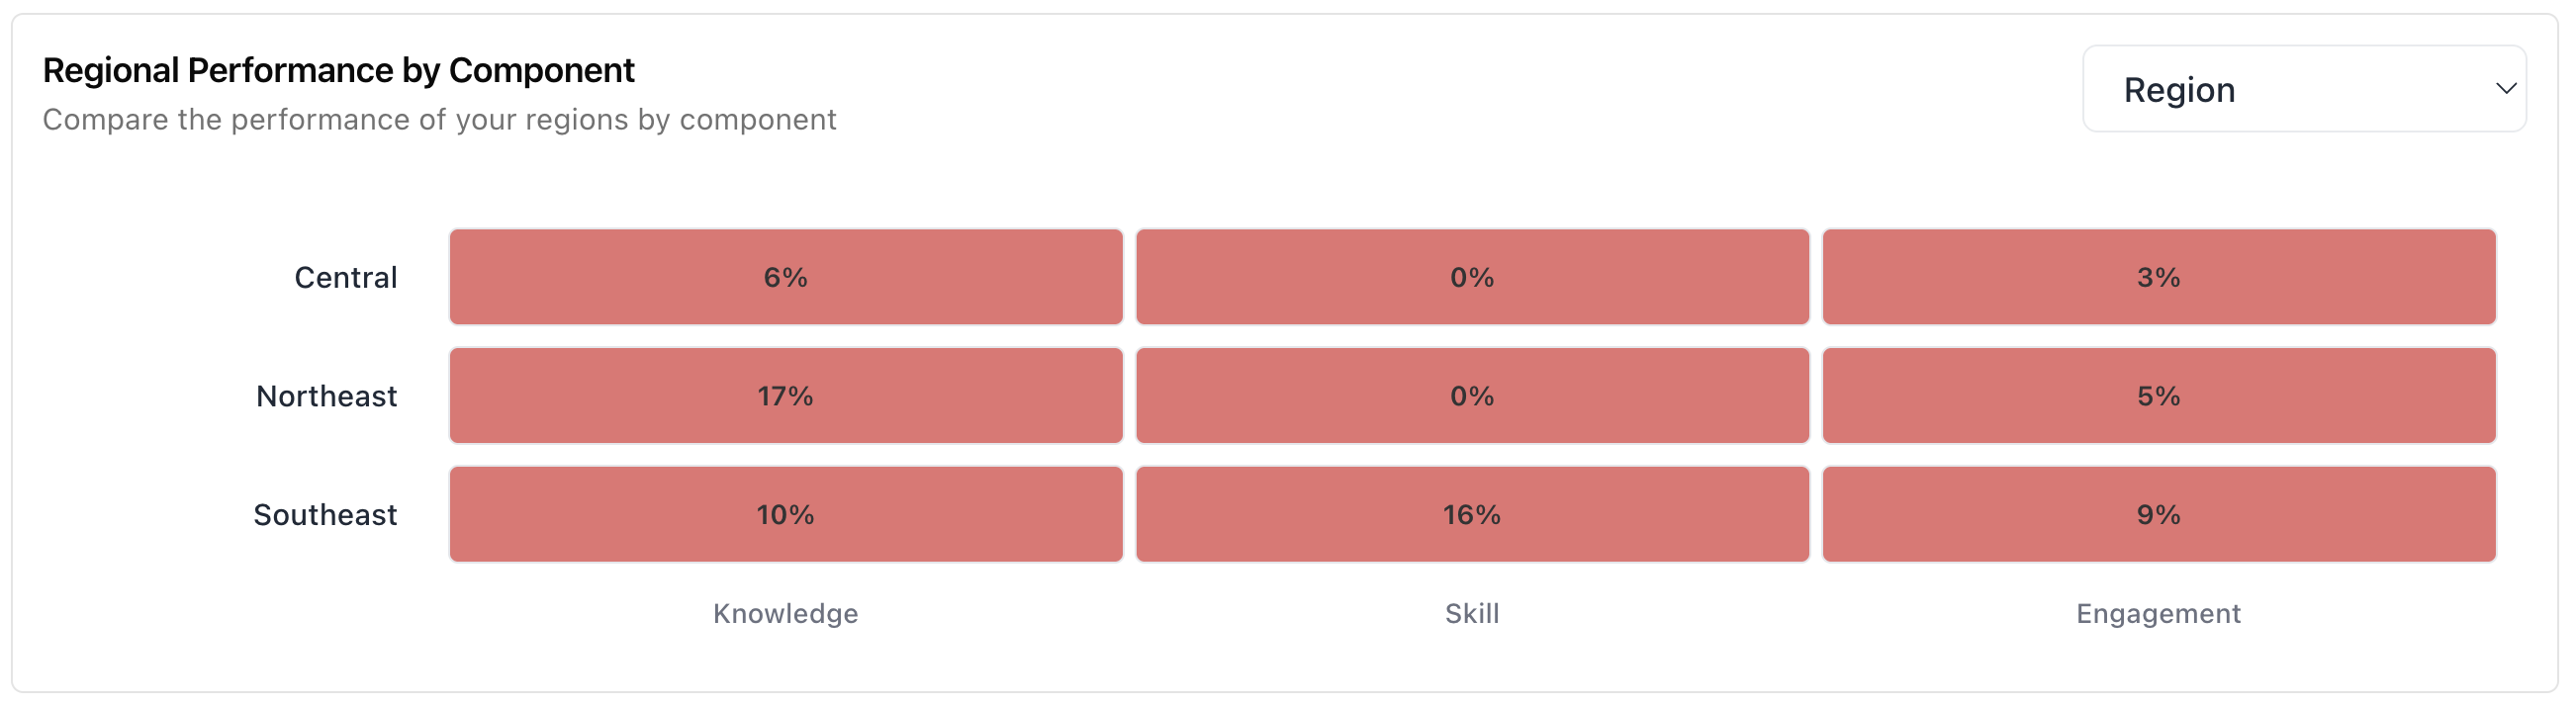 Regional Performance by Component
Compare the performance of your regions by component
Region
Central 6% 0% 3%
Northeast 17% 0% 5%
Southeast 10% 16% 9%
Knowledge Skill Engagement